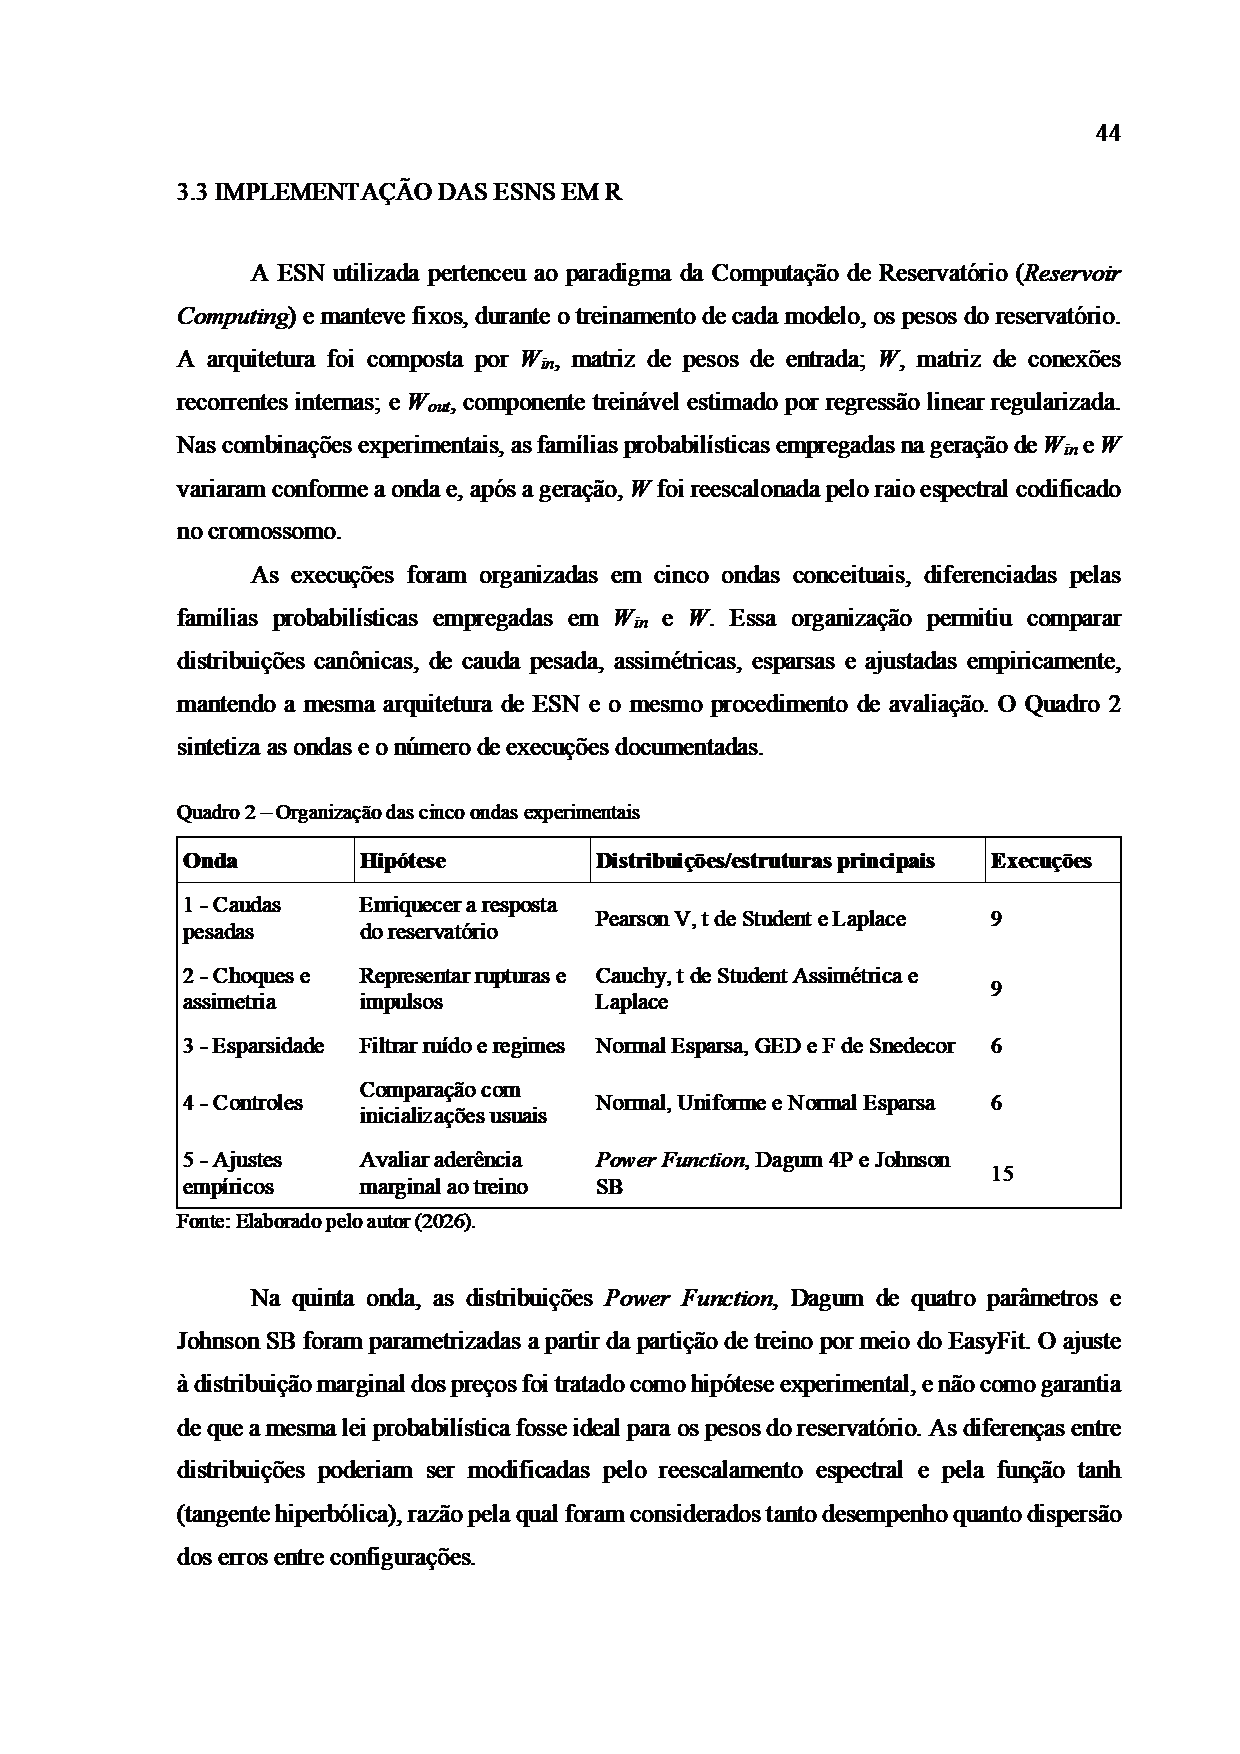 44
3.3 IMPLEMENTAÇÃO DAS ESNS EM R
A ESN utilizada pertenceu ao paradigma da Computação de Reservatório (Reservoir
Computing) e manteve fixos, durante o treinamento de cada modelo, os pesos do reservatório.
A arquitetura foi composta por Win, matriz de pesos de entrada; W, matriz de conexões
recorrentes internas; e Wout, componente treinável estimado por regressão linear regularizada.
Nas combinações experimentais, as famílias probabilísticas empregadas na geração de Win e W
variaram conforme a onda e, após a geração, W foi reescalonada pelo raio espectral codificado
no cromossomo.
As execuções foram organizadas em cinco ondas conceituais, diferenciadas pelas
famílias probabilísticas empregadas em Win e W. Essa organização permitiu comparar
distribuições canônicas, de cauda pesada, assimétricas, esparsas e ajustadas empiricamente,
mantendo a mesma arquitetura de ESN e o mesmo procedimento de avaliação. O Quadro 2
sintetiza as ondas e o número de execuções documentadas.
Quadro 2 – Organização das cinco ondas experimentais
Onda Hipótese Distribuições/estruturas principais Execuções
1 - Caudas
pesadas
Enriquecer a resposta
do reservatório
Pearson V, t de Student e Laplace
9
2 - Choques e
assimetria
Representar rupturas e
impulsos
Cauchy, t de Student Assimétrica e
Laplace
9
3 - Esparsidade Filtrar ruído e regimes Normal Esparsa, GED e F de Snedecor 6
4 - Controles
Comparação com
inicializações usuais
Normal, Uniforme e Normal Esparsa
6
5 - Ajustes
empíricos
Avaliar aderência
marginal ao treino
Power Function, Dagum 4P e Johnson
SB
15
Fonte: Elaborado pelo autor (2026).
Na quinta onda, as distribuições Power Function, Dagum de quatro parâmetros e
Johnson SB foram parametrizadas a partir da partição de treino por meio do EasyFit. O ajuste
à distribuição marginal dos preços foi tratado como hipótese experimental, e não como garantia
de que a mesma lei probabilística fosse ideal para os pesos do reservatório. As diferenças entre
distribuições poderiam ser modificadas pelo reescalamento espectral e pela função tanh
(tangente hiperbólica), razão pela qual foram considerados tanto desempenho quanto dispersão
dos erros entre configurações.